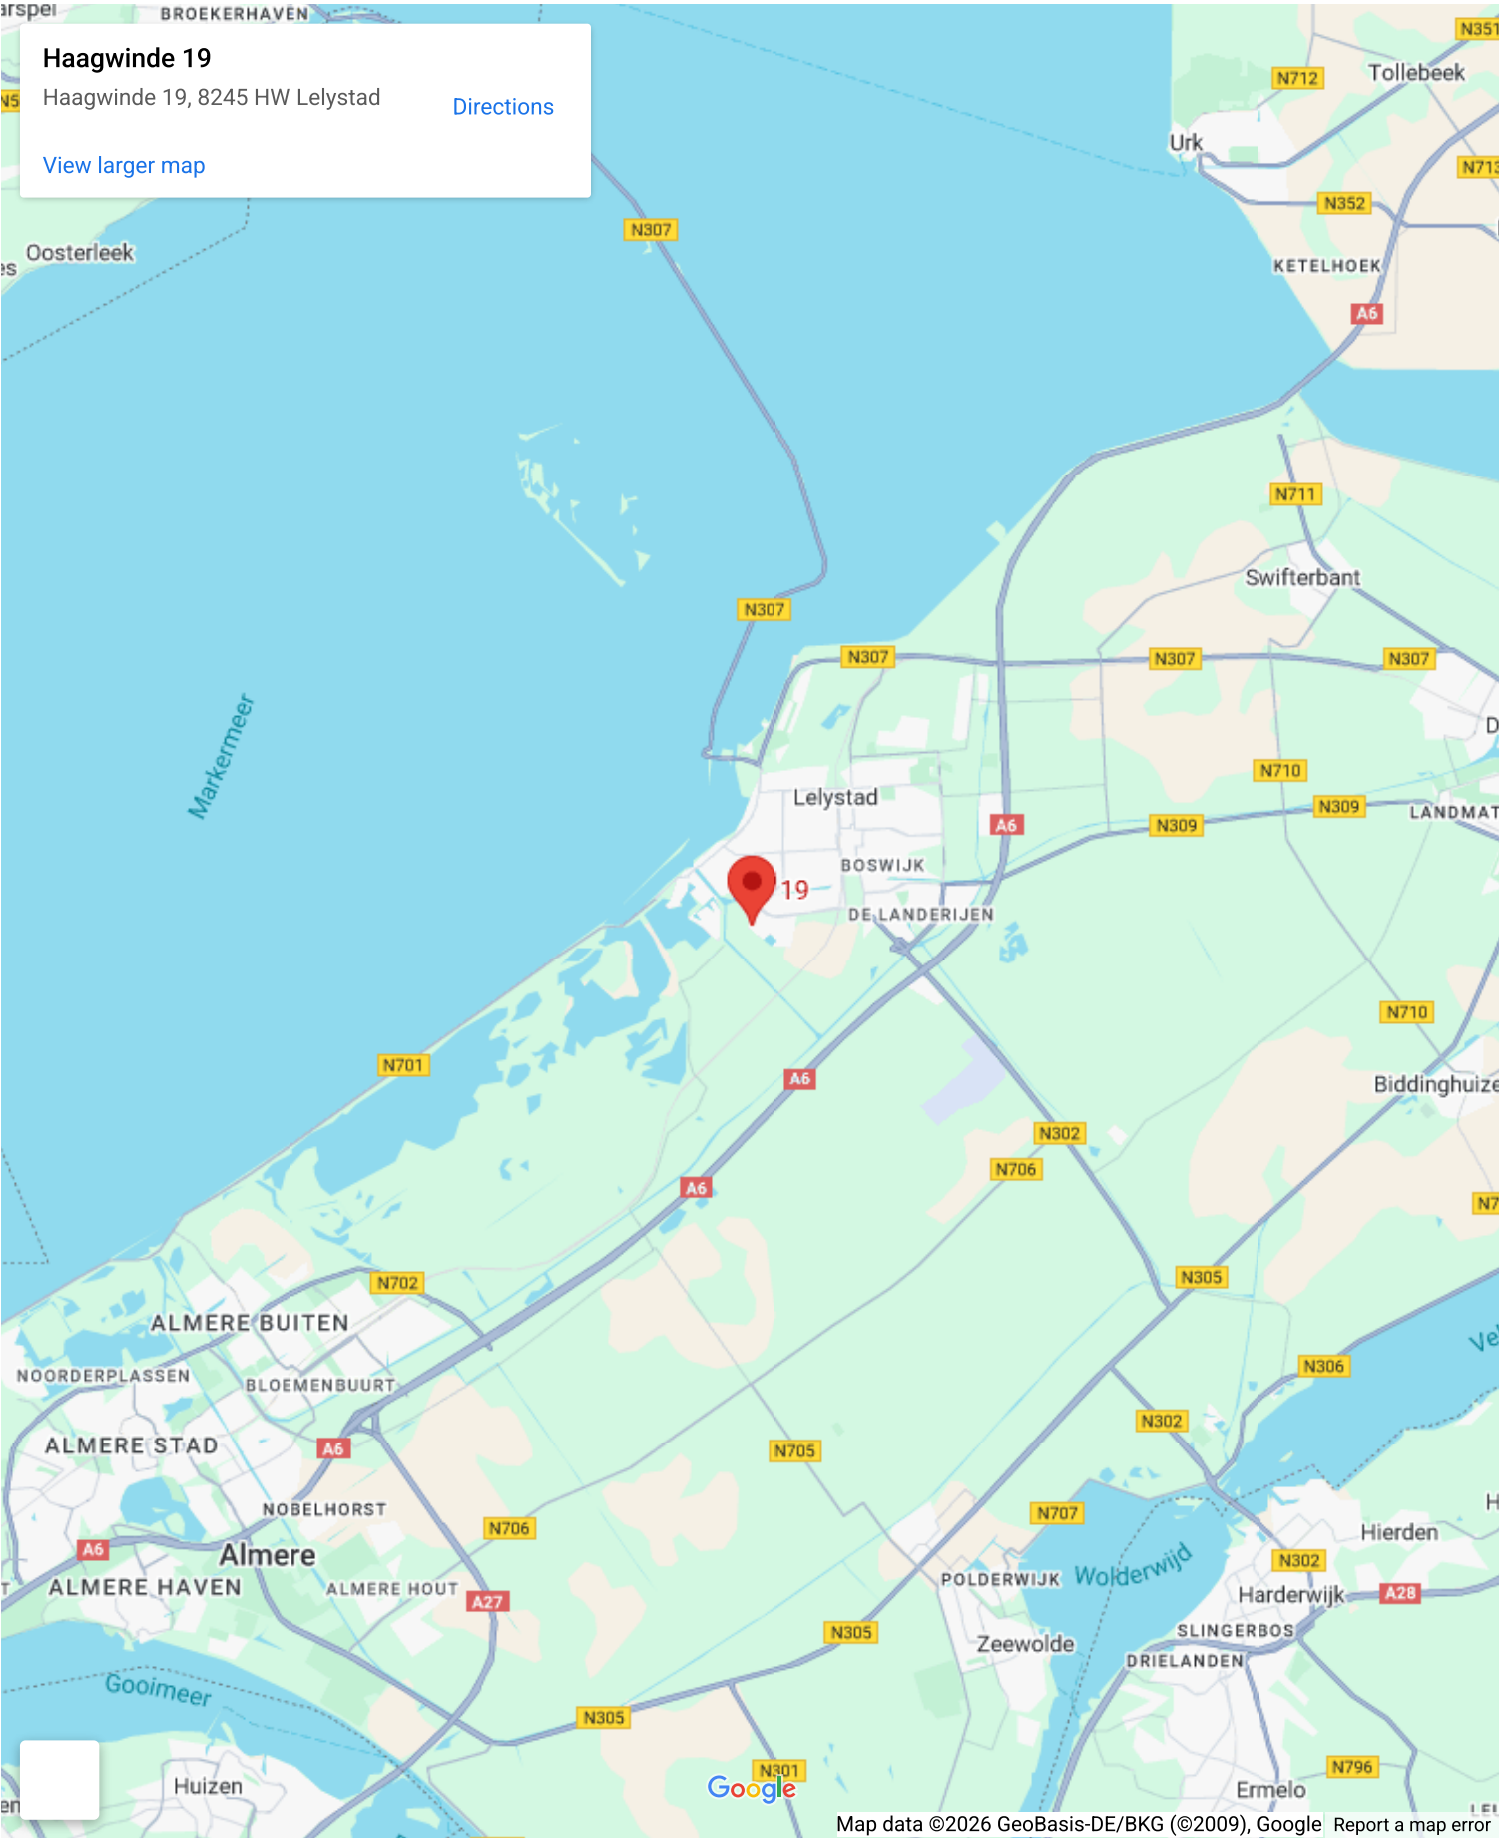 BROEKERHAVEN
Haagwinde 19
Haagwinde 19, 8245 HW Lelystad
Directions
View larger map
N351
Tollebeek
N712
Urk
N713
N352
N307
Oosterleek
KETELHOEK
A6
N711
Swifterbant
N307
N307
N307
N307
Markermeer
N710
Lelystad
N309
N309
A6
BOSWIJK
19
DE LANDERIJEN
N710
N701
A6
Biddinghuize
N302
N706
A6
N305
N702
ALMERE BUITEN
NOORDERPLASSEN
BLOEMENBUURT
N306
N302
ALMERE STAD
A6
N705
NOBELHORST
N707
N706
Hierden
A6
Almere
N302
Wolderwijd
ALMERE HAVEN
ALMERE HOUT
POLDERWIJK
Harderwijk
A28
A27
N305
SLINGERBOS
Zeewolde
DRIELANDEN
Gooimeer
N305
N301
N796
Huizen
Google
Ermelo
Map data ©2026 GeoBasis-DE/BKG (©2009), Google
Report a map error